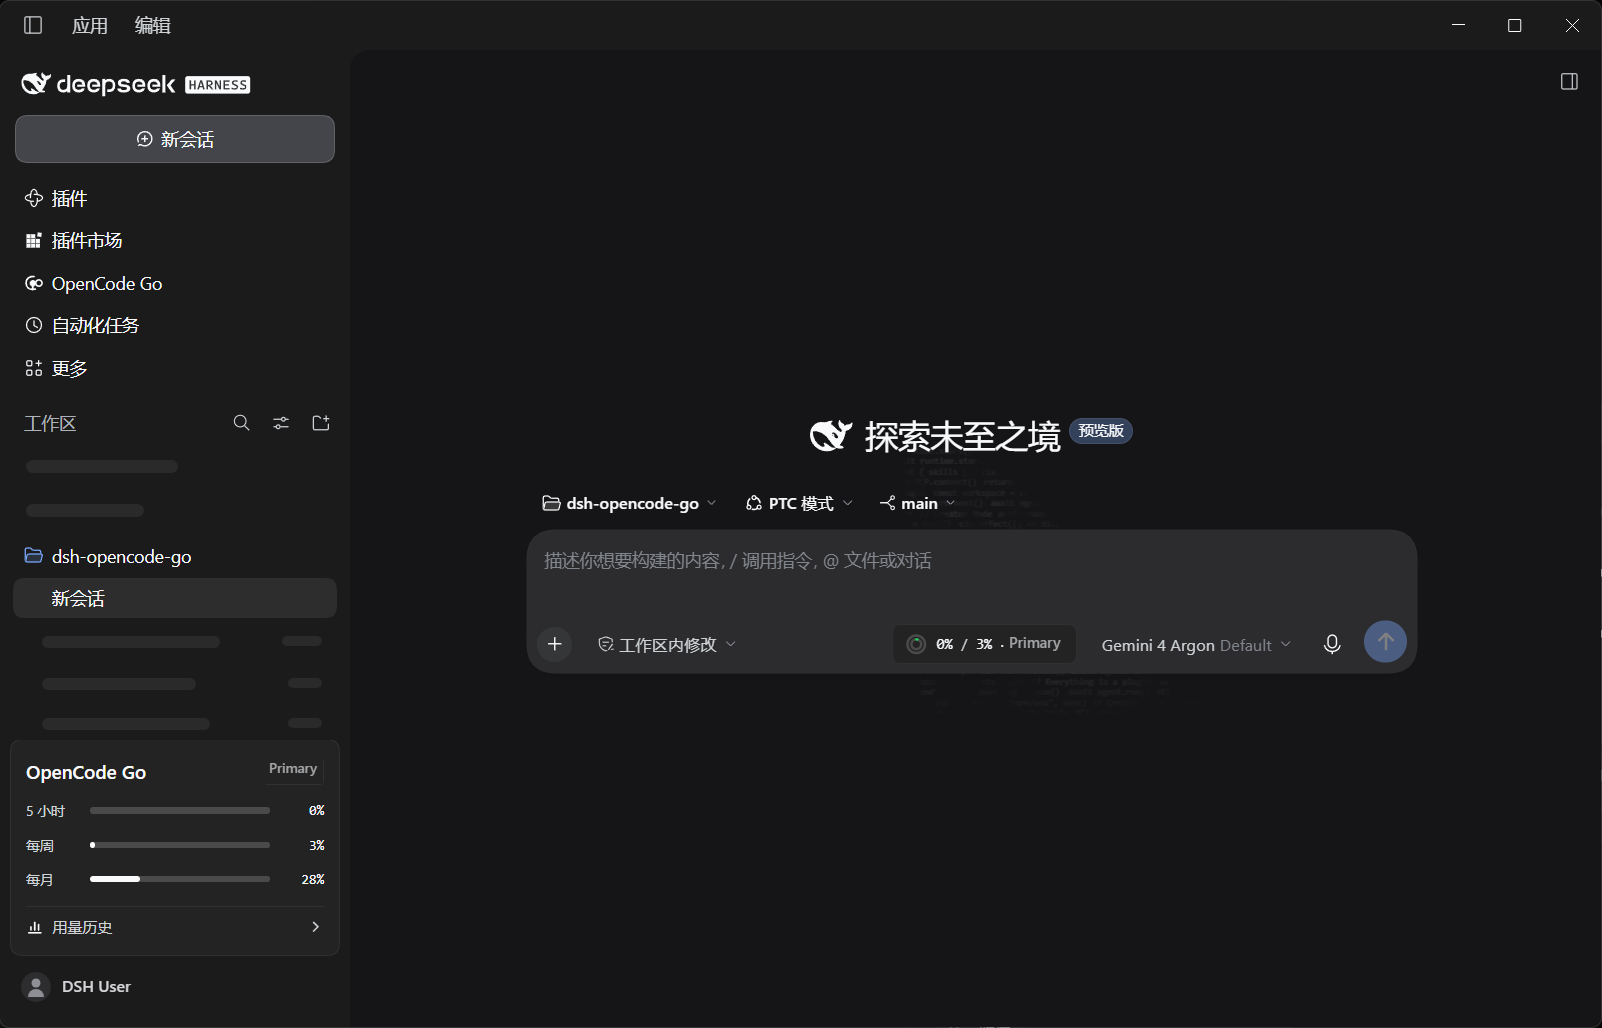 应用 编辑
deepseek HARNESS
新会话
插件
插件市场
OpenCode Go
自动化任务
更多
工作区
dsh-opencode-go
新会话
OpenCode Go Primary
5 小时 0%
每周 3%
每月 28%
用量历史
DSH User
探索未至之境 预览版
dsh-opencode-go PTC 模式 main
描述你想要构建的内容, / 调用指令, @ 文件或对话
工作区内修改 0% / 3% · Primary Gemini 4 Argon Default